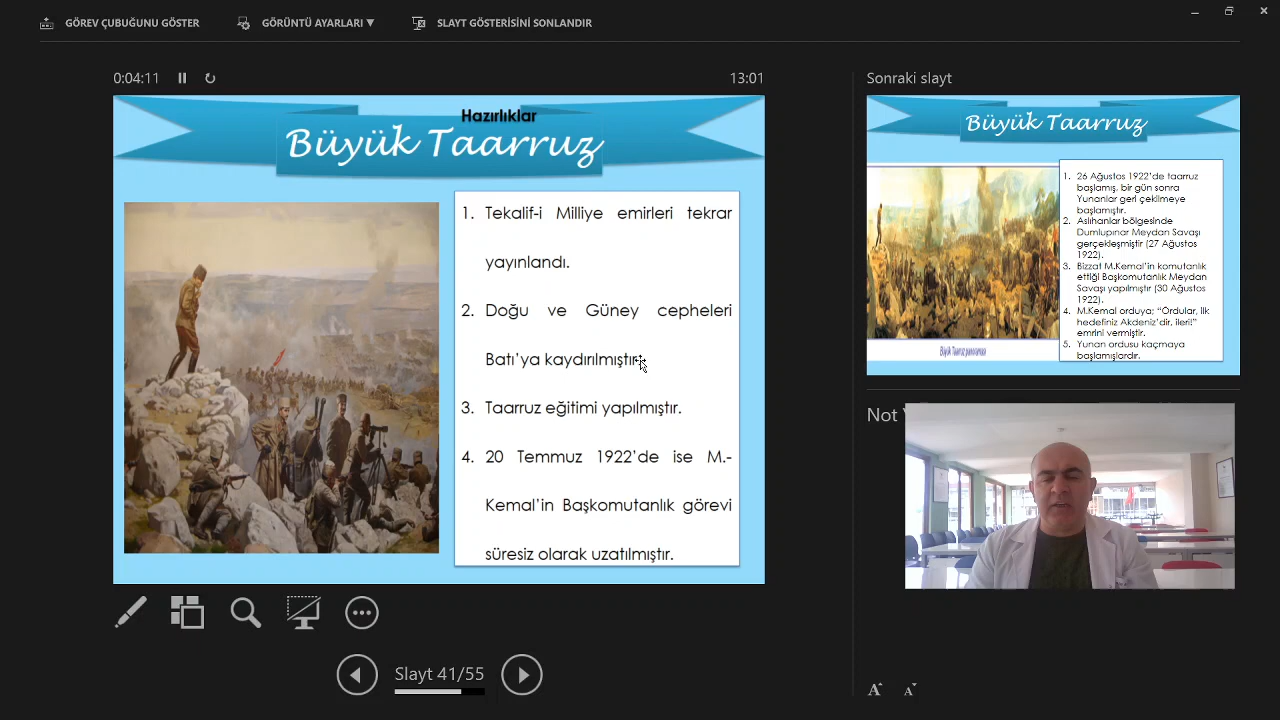 GÖREV ÇUBUĞUNU GÖSTER
GÖRÜNTÜ AYARLARI ▼
SLAYT GÖSTERİSİNİ SONLANDIR
0:04:11
13:01
Hazırlıklar
Büyük Taarruz
1. Tekalif-i Milliye emirleri tekrar
yayınlandı.
2. Doğu ve Güney cepheleri
Batı'ya kaydırılmıştır.
3. Taarruz eğitimi yapılmıştır.
4. 20 Temmuz 1922'de ise M.-
Kemal'in Başkomutanlık görevi
süresiz olarak uzatılmıştır.
Slayt 41/55
Sonraki slayt
Büyük Taarruz
1. 26 Ağustos 1922'de taarruz
başlamış, bir gün sonra
Yunanlar geri çekilmeye
başlamıştır.
2. Aslıhanlar bölgesinde
Dumlupınar Meydan Savaşı
gerçekleşmiştir (27 Ağustos
1922).
3. Bizzat M.Kemal'in komutanlık
ettiği Başkomutanlık Meydan
Savaşı yapılmıştır (30 Ağustos
1922).
4. M.Kemal orduya; "Ordular, ilk
hedefiniz Akdeniz'dir, ileri!"
emrini vermiştir.
5. Yunan ordusu kaçmaya
başlamışlardır.
Büyük Taarruz panoraması
Not
A A